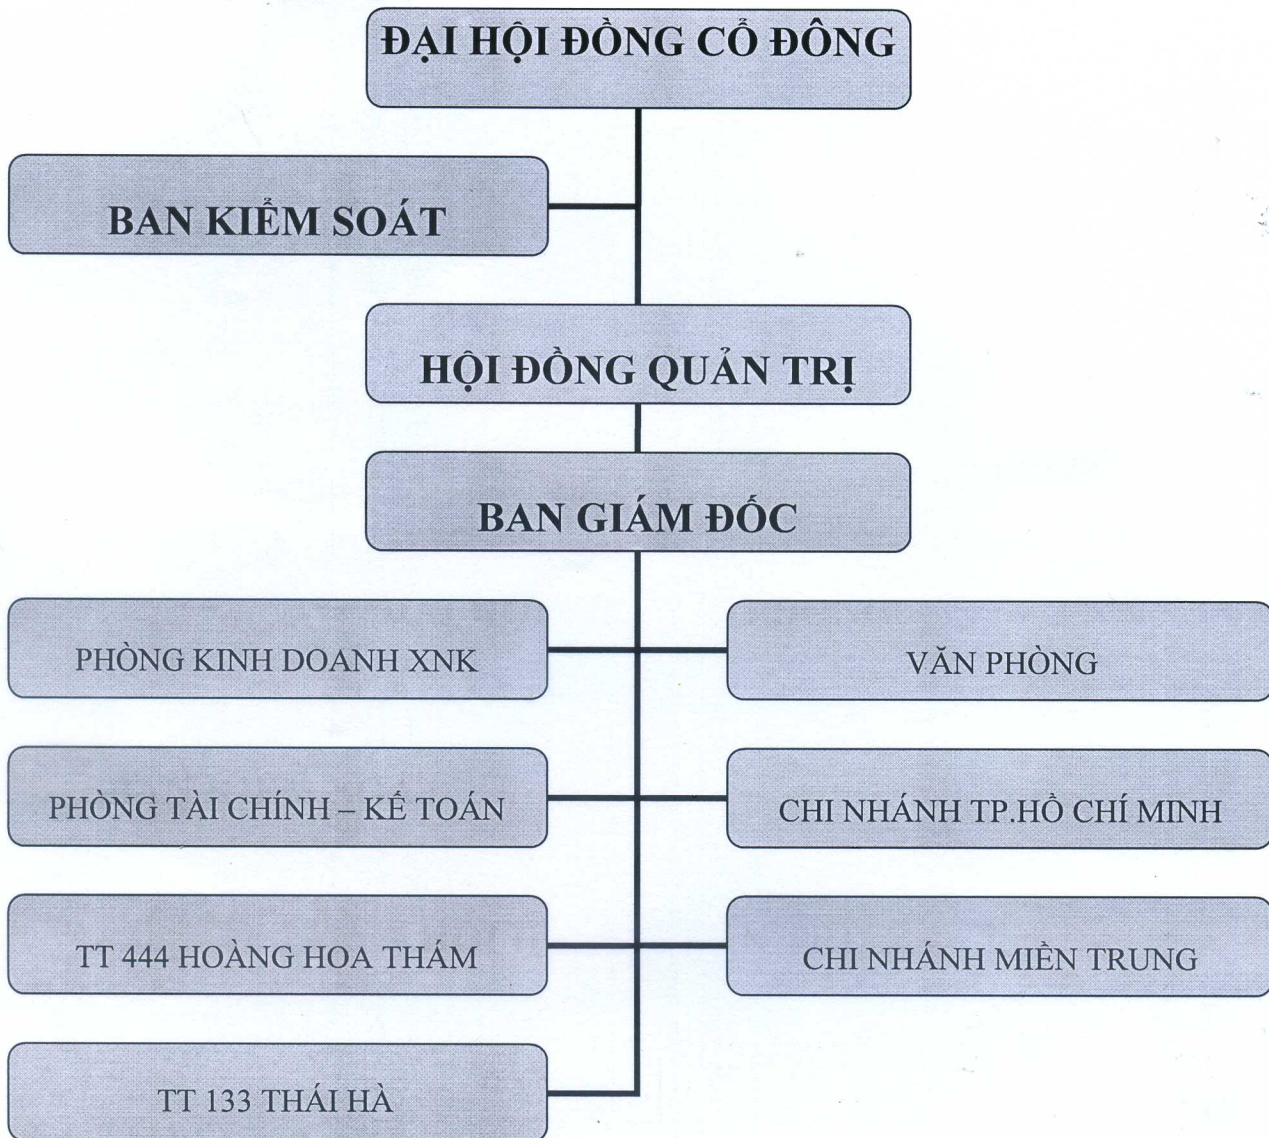 ĐẠI HỘI ĐỒNG CỔ ĐÔNG
BAN KIỂM SOÁT
HỘI ĐỒNG QUẢN TRỊ
BAN GIÁM ĐỐC
PHÒNG KINH DOANH XNK
VĂN PHÒNG
PHÒNG TÀI CHÍNH – KẾ TOÁN
CHI NHÁNH TP.HỒ CHÍ MINH
TT 444 HOÀNG HOA THÁM
CHI NHÁNH MIỀN TRUNG
TT 133 THÁI HÀ